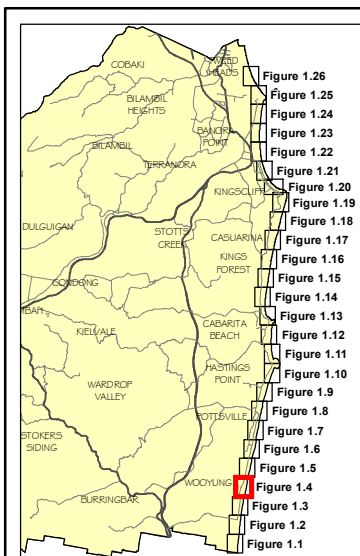 COBAKI
TWEED
HEADS
BILAMBIL
HEIGHTS
BANORA
POINT
BILAMBIL
TERRANORA
KINGSCLIFF
DULGUIGAN
STOTTS
CREEK
CASUARINA
KINGS
FOREST
CONDONG
MBAH
KIELVALE
CABARITA
BEACH
HASTINGS
POINT
WARDROP
VALLEY
POTTSVILLE
STOKERS
SIDING
WOOYUNG
BURRINGBAR
Figure 1.26
Figure 1.25
Figure 1.24
Figure 1.23
Figure 1.22
Figure 1.21
Figure 1.20
Figure 1.19
Figure 1.18
Figure 1.17
Figure 1.16
Figure 1.15
Figure 1.14
Figure 1.13
Figure 1.12
Figure 1.11
Figure 1.10
Figure 1.9
Figure 1.8
Figure 1.7
Figure 1.6
Figure 1.5
Figure 1.4
Figure 1.3
Figure 1.2
Figure 1.1